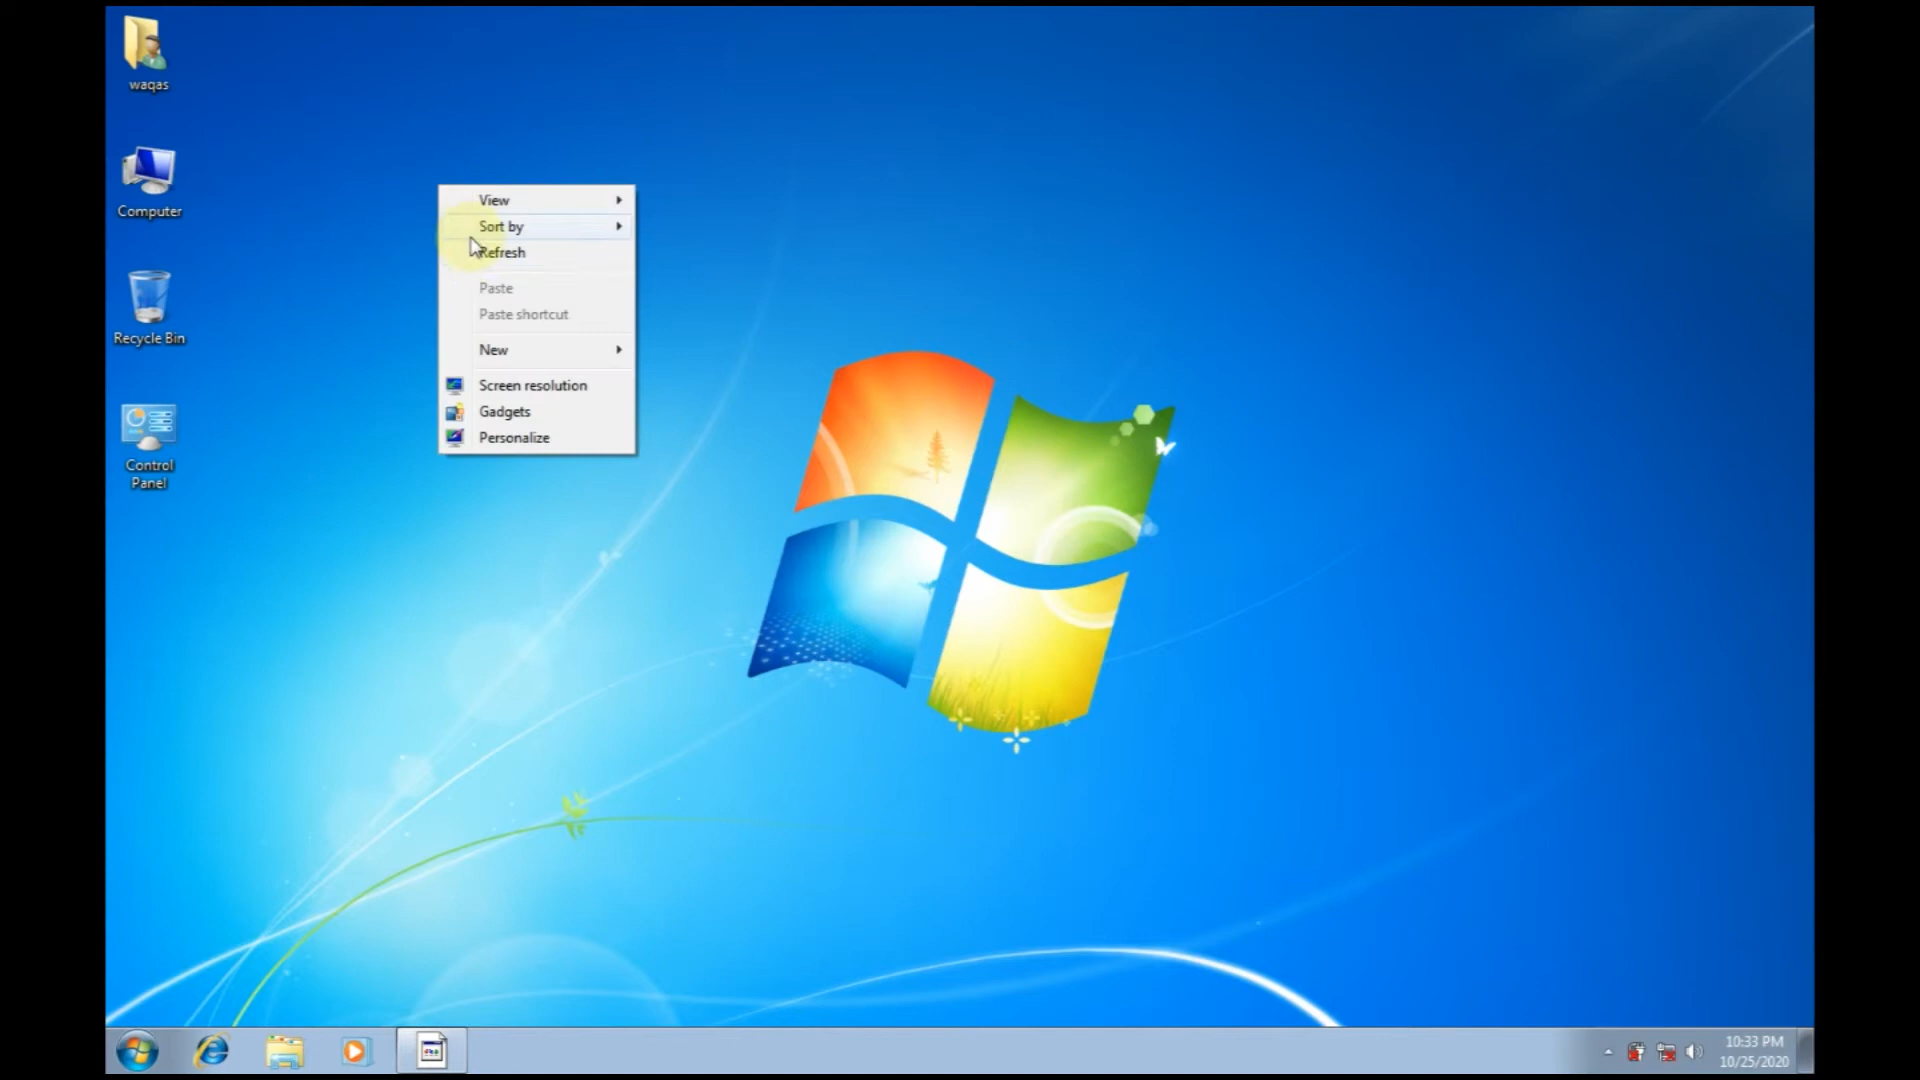 waqas
Computer
Recycle Bin
Control
Panel
View
Sort by
Refresh
Paste
Paste shortcut
New
Screen resolution
Gadgets
Personalize
10:33 PM
10/25/2020